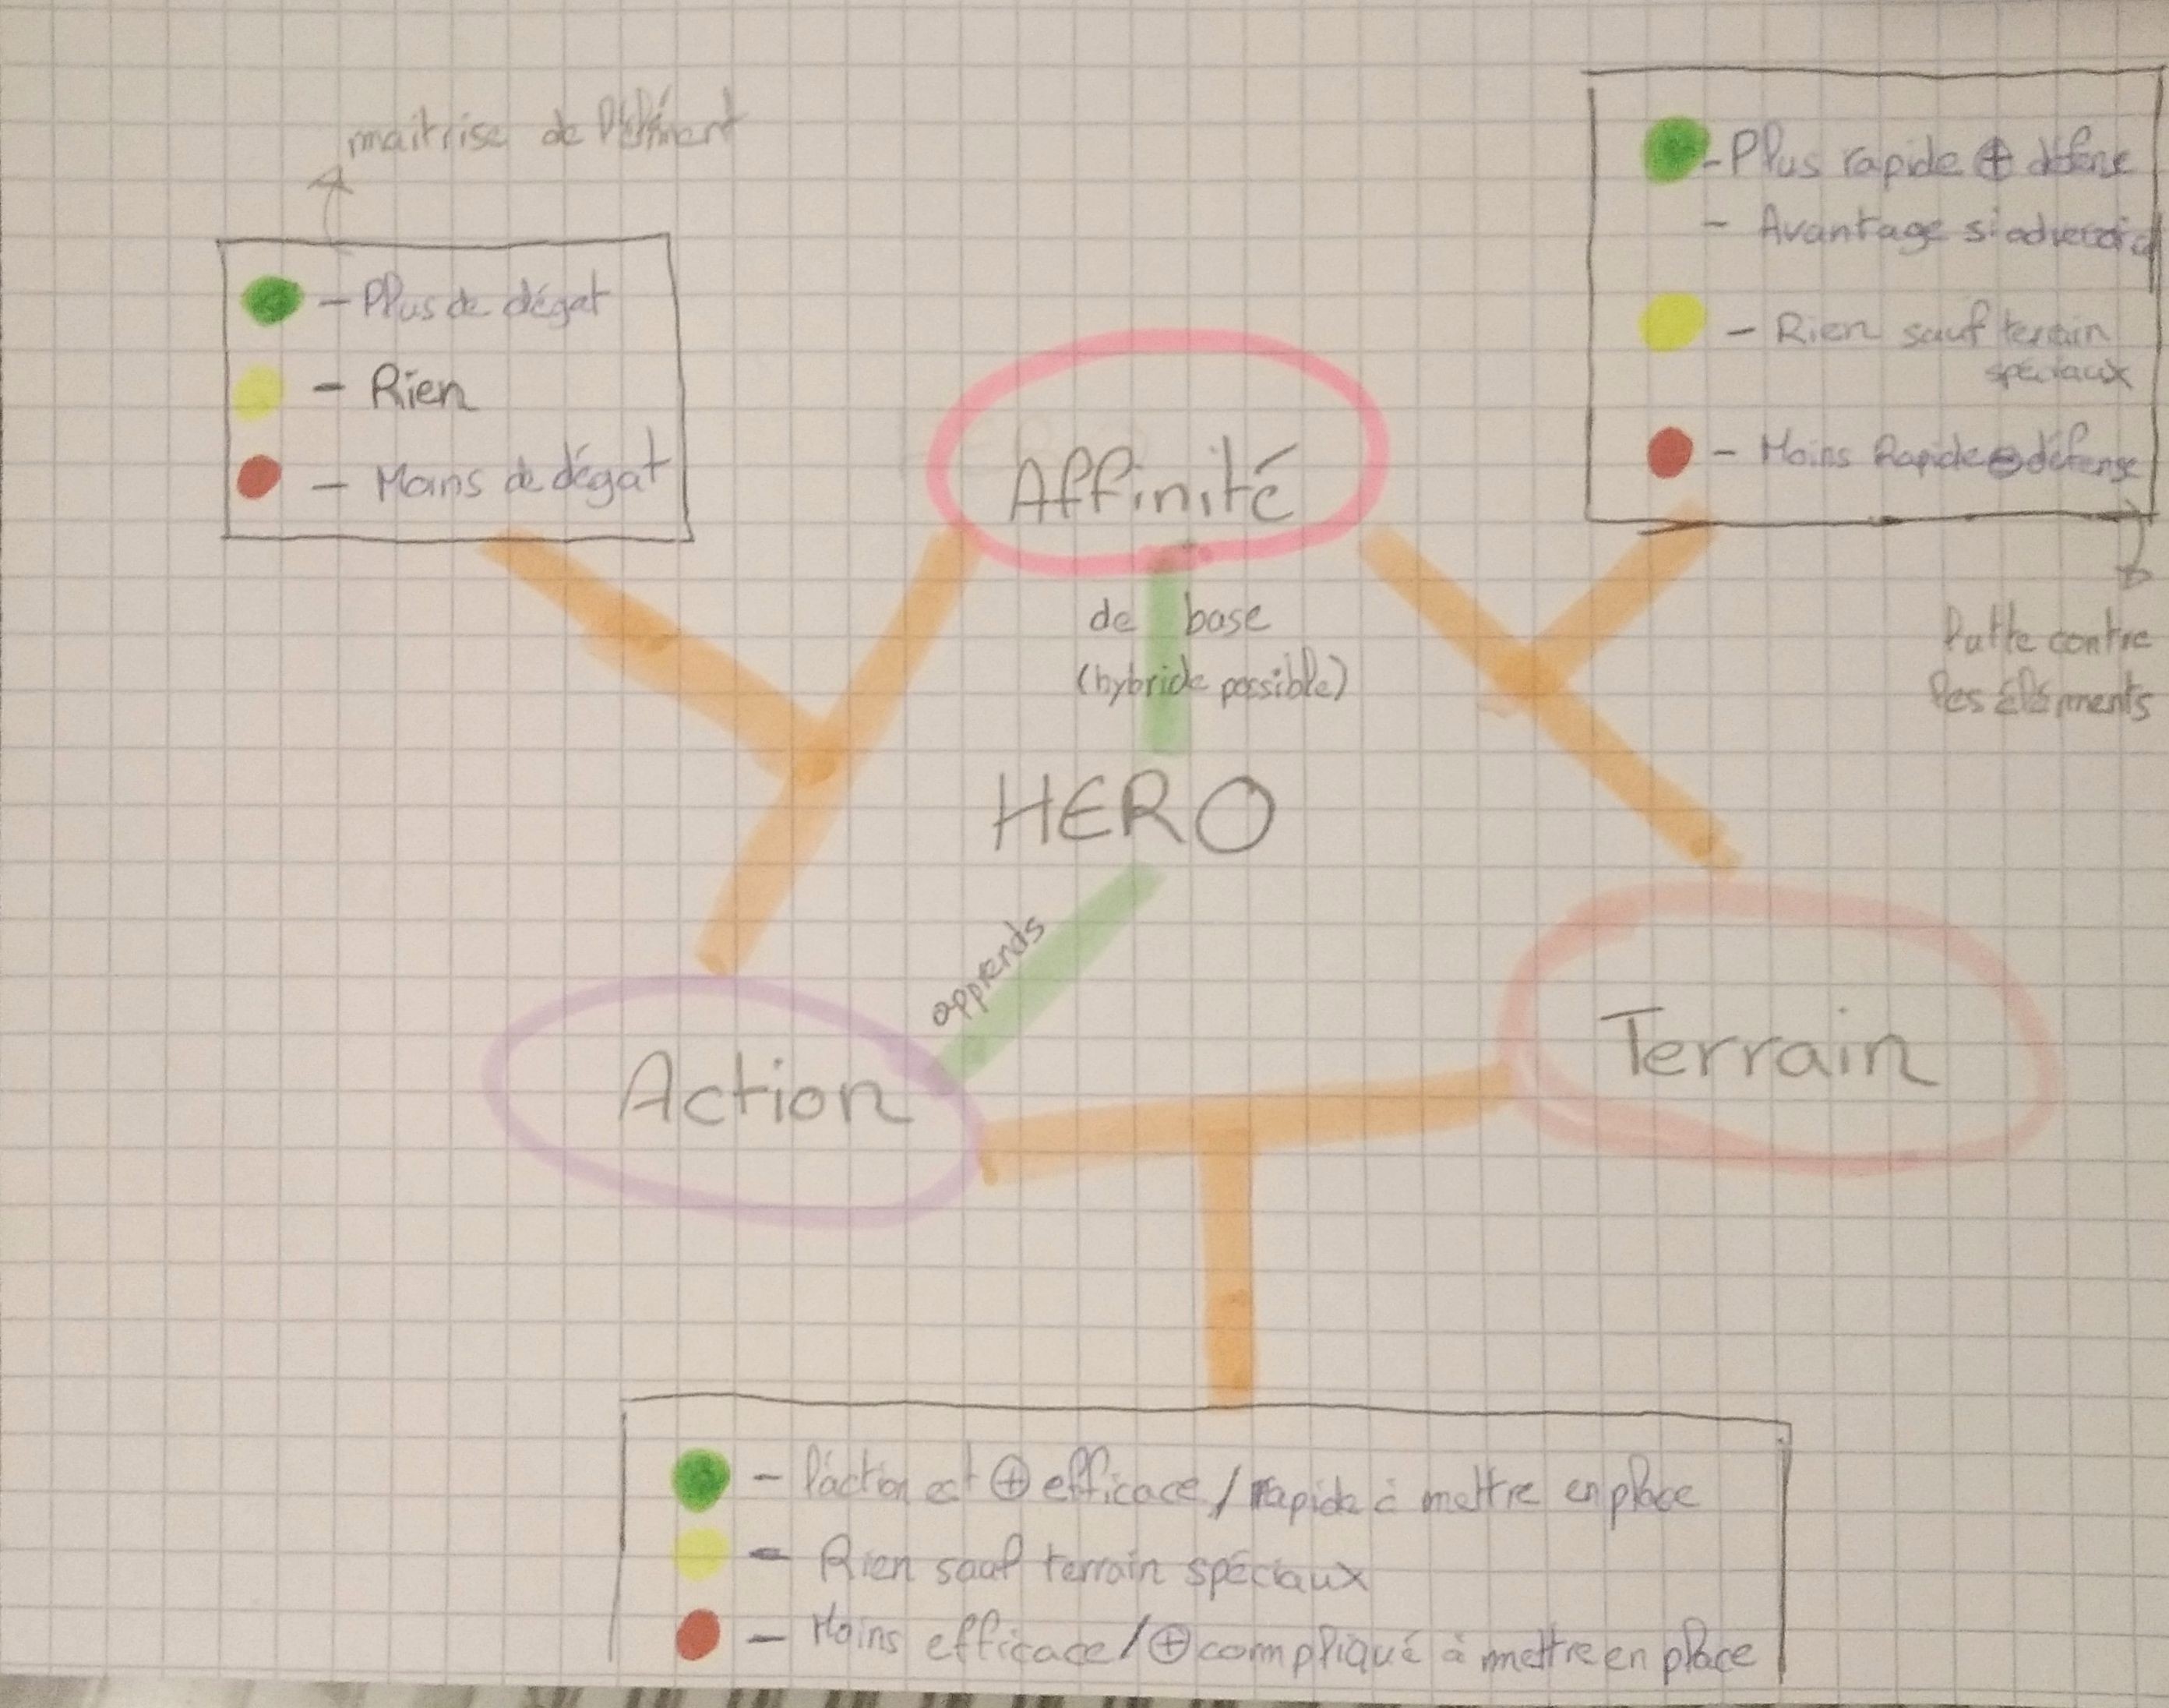 maitrise de l'élément
- Plus de dégat
- Rien
- Moins de dégat
- Plus rapide ⊕ défense
- Avantage si
- Rien sauf terrain
spéciaux
- Moins Rapide ⊖ défense
lutte contre
les éléments
Affinité
de base
(hybride possible)
HERO
apprends
Action
Terrain
- l'action est ⊕ efficace / rapide à mettre en place
- Rien sauf terrain spéciaux
- Moins efficace / ⊕ compliqué à mettre en place